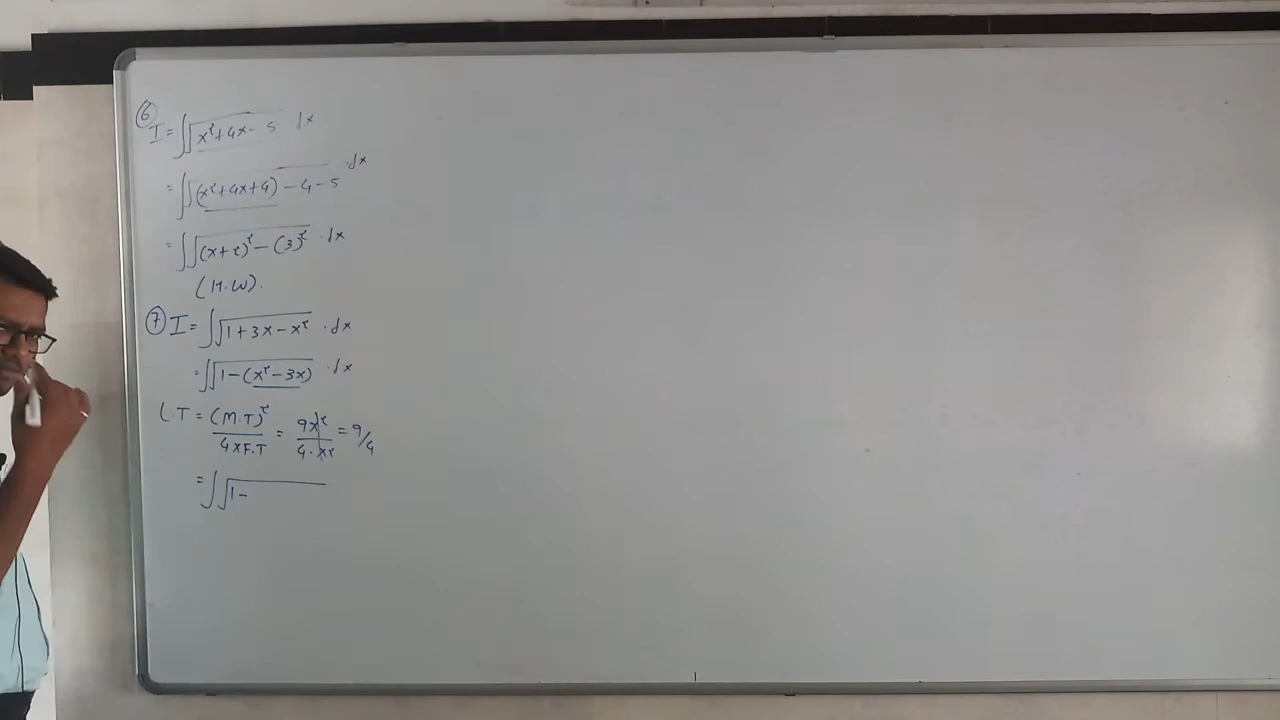 ⑥
I = ∫√(x²+4x-5) dx
= ∫√((x²+4x+4)-4-5) ·dx
= ∫√((x+2)²-(3)²) ·dx
(H.W).
⑦ I = ∫√(1+3x-x²) ·dx
= ∫√(1-(x²-3x)) ·dx
L.T = (M.T)²/4×F.T = 9x²/4·x² = 9/4
= ∫√(1-